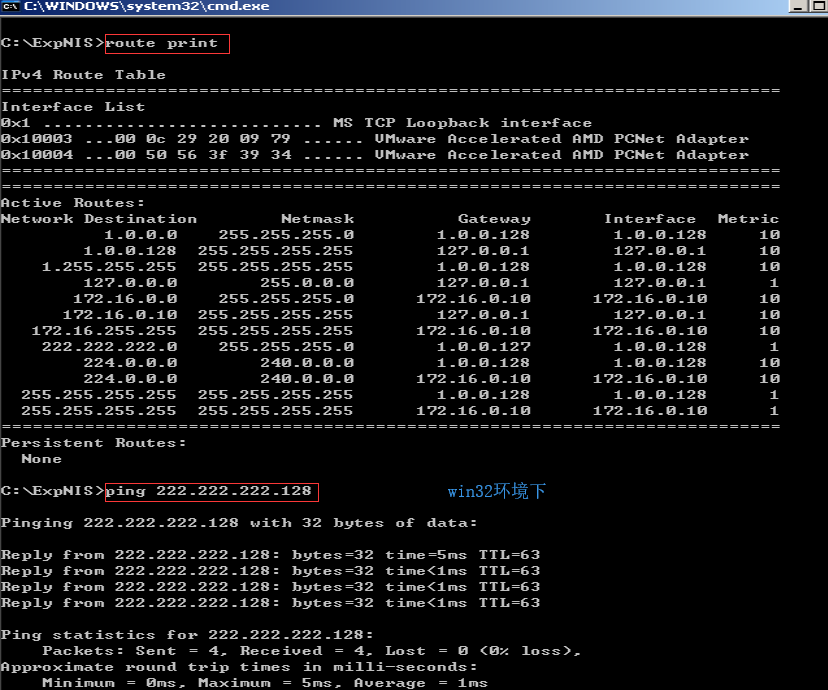 C:\WINDOWS\system32\cmd.exe
C:\ExpNIS>route print
IPv4 Route Table
===========================================================================
Interface List
0x1 ........................... MS TCP Loopback interface
0x10003 ...00 0c 29 20 09 79 ...... VMware Accelerated AMD PCNet Adapter
0x10004 ...00 50 56 3f 39 34 ...... VMware Accelerated AMD PCNet Adapter
===========================================================================
===========================================================================
Active Routes:
Network Destination        Netmask          Gateway       Interface  Metric
1.0.0.0    255.255.255.0        1.0.0.128        1.0.0.128     10
1.0.0.128  255.255.255.255        127.0.0.1        127.0.0.1     10
1.255.255.255  255.255.255.255        1.0.0.128        1.0.0.128     10
127.0.0.0        255.0.0.0        127.0.0.1        127.0.0.1      1
172.16.0.0    255.255.255.0      172.16.0.10      172.16.0.10     10
172.16.0.10  255.255.255.255        127.0.0.1        127.0.0.1     10
172.16.255.255  255.255.255.255      172.16.0.10      172.16.0.10     10
222.222.222.0    255.255.255.0        1.0.0.127        1.0.0.128      1
224.0.0.0        240.0.0.0        1.0.0.128        1.0.0.128     10
224.0.0.0        240.0.0.0      172.16.0.10      172.16.0.10     10
255.255.255.255  255.255.255.255        1.0.0.128        1.0.0.128      1
255.255.255.255  255.255.255.255      172.16.0.10      172.16.0.10      1
===========================================================================
Persistent Routes:
None
C:\ExpNIS>ping 222.222.222.128 win32环境下
Pinging 222.222.222.128 with 32 bytes of data:
Reply from 222.222.222.128: bytes=32 time=5ms TTL=63
Reply from 222.222.222.128: bytes=32 time<1ms TTL=63
Reply from 222.222.222.128: bytes=32 time<1ms TTL=63
Reply from 222.222.222.128: bytes=32 time<1ms TTL=63
Ping statistics for 222.222.222.128:
Packets: Sent = 4, Received = 4, Lost = 0 (0% loss),
Approximate round trip times in milli-seconds:
Minimum = 0ms, Maximum = 5ms, Average = 1ms